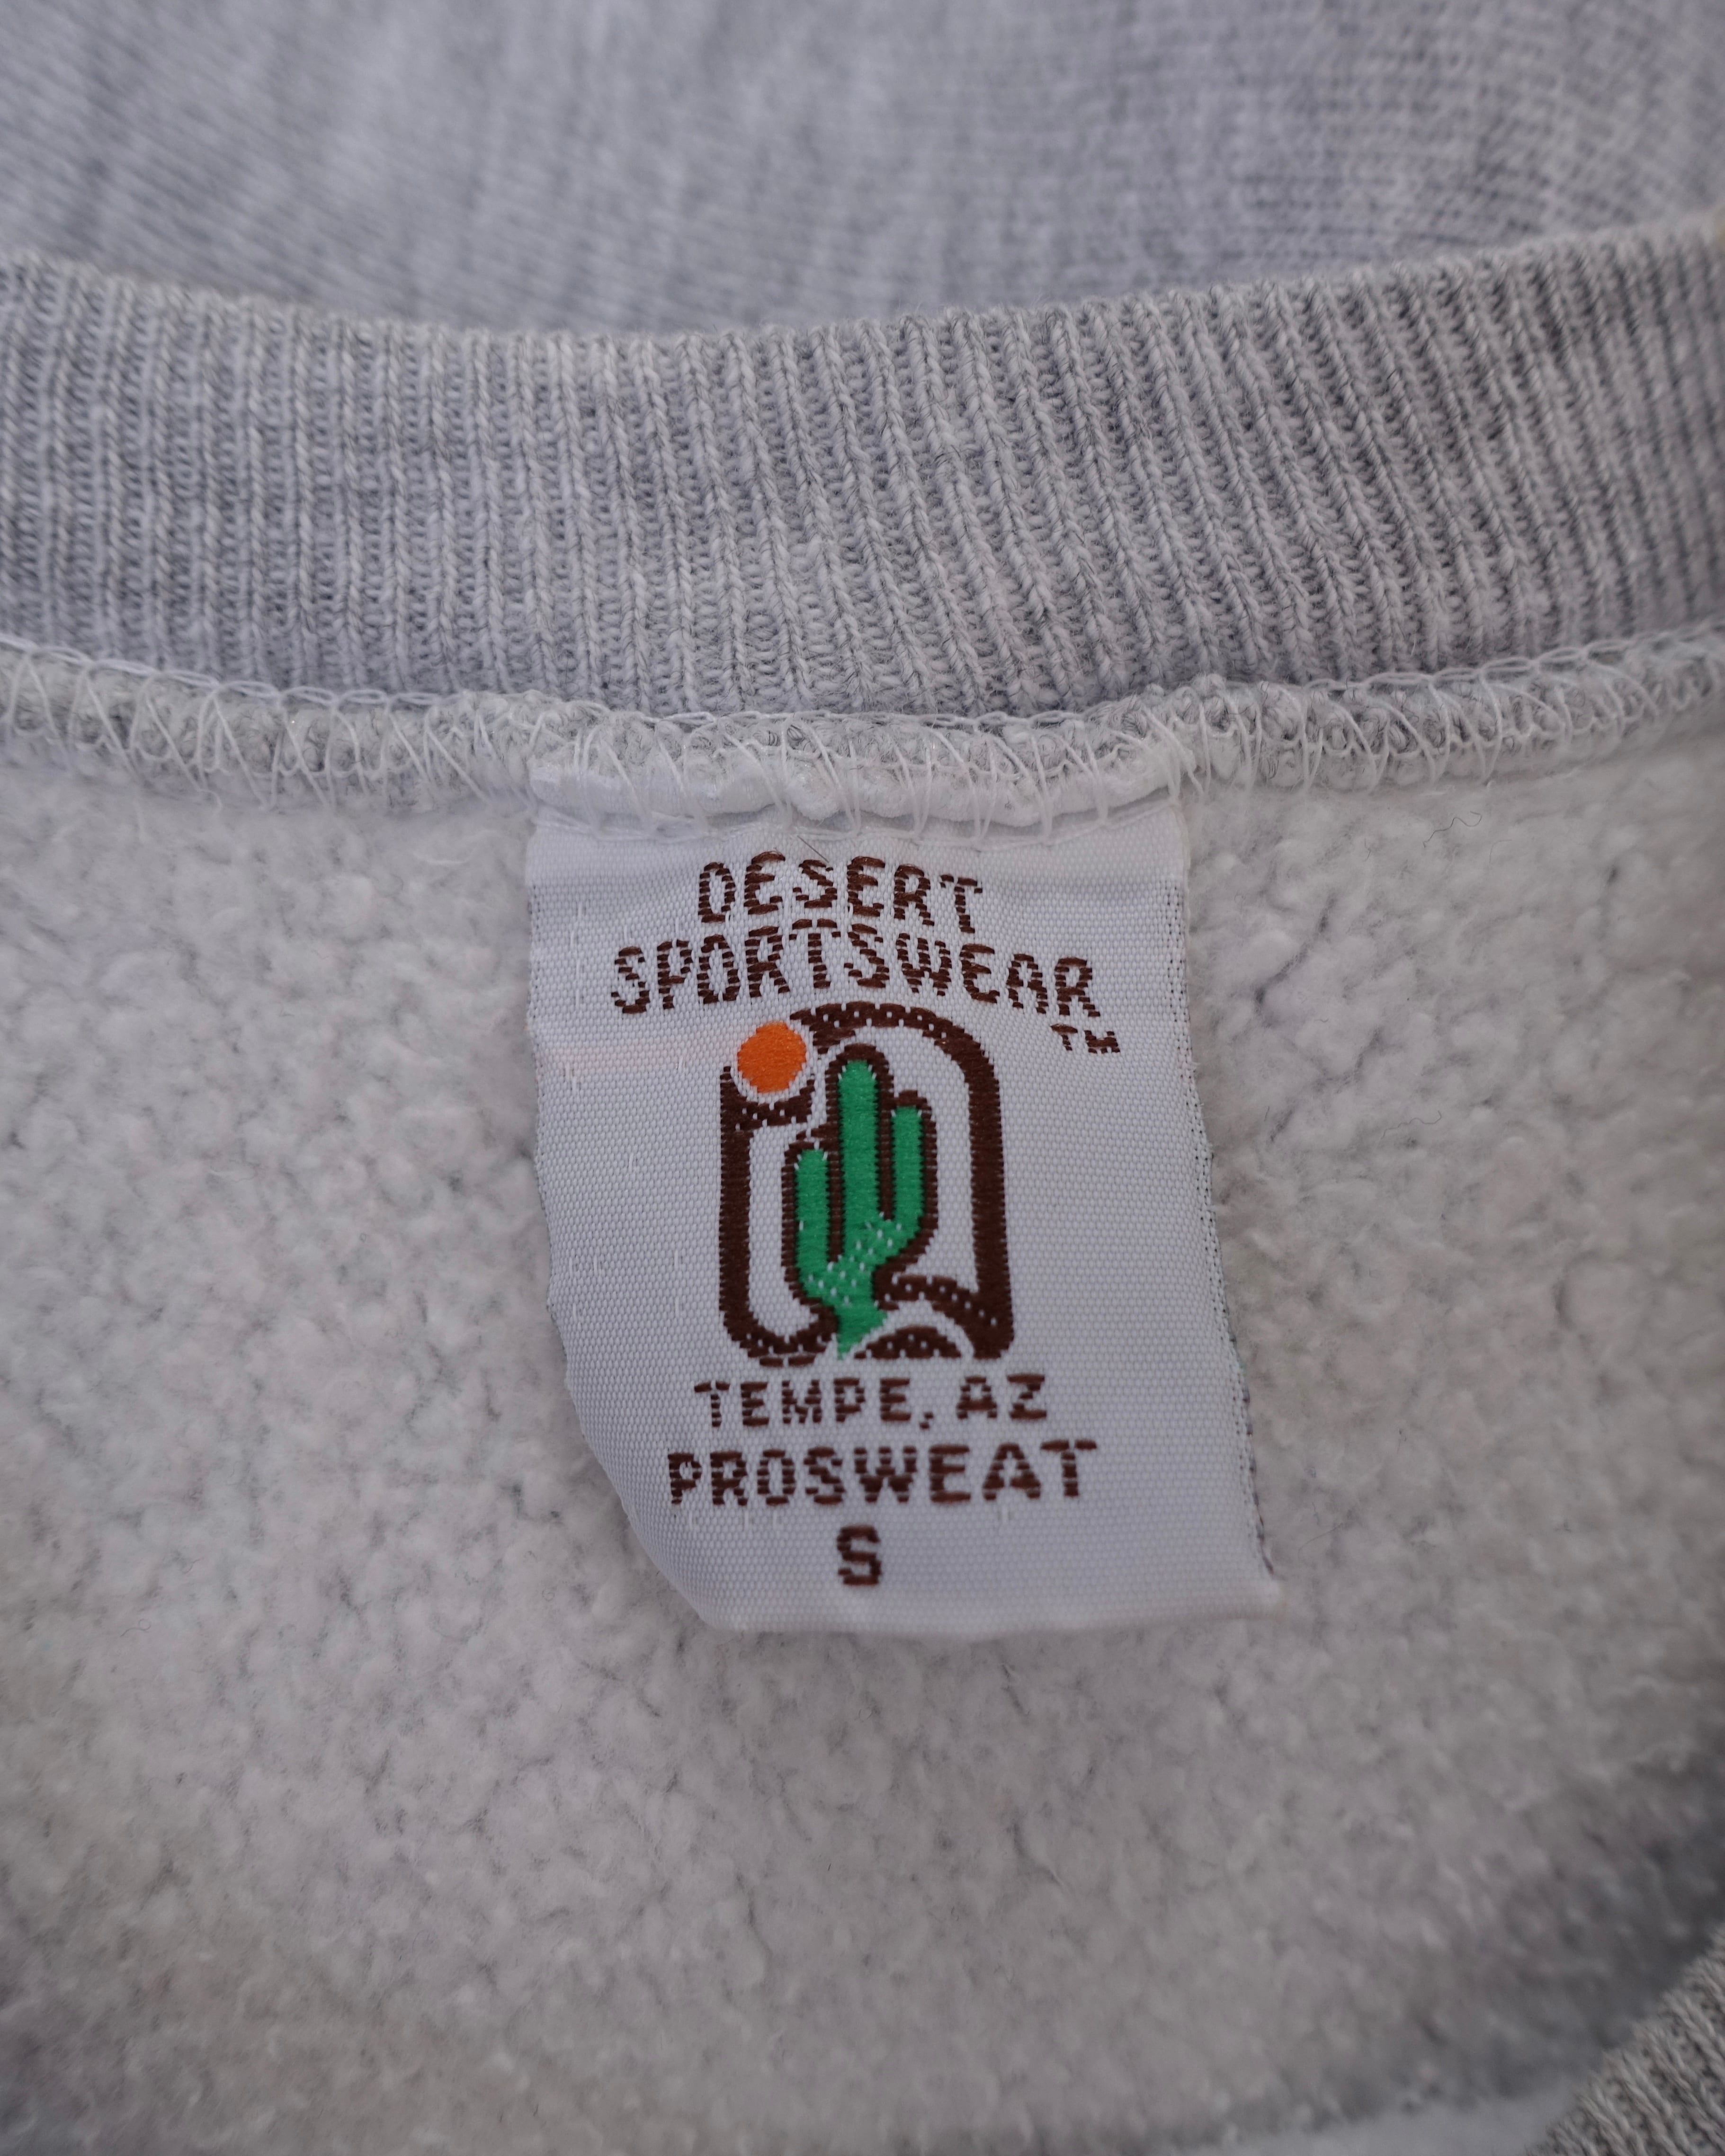 DESERT
SPORTSWEAR
TM
TEMPE, AZ
PROSWEAT
S